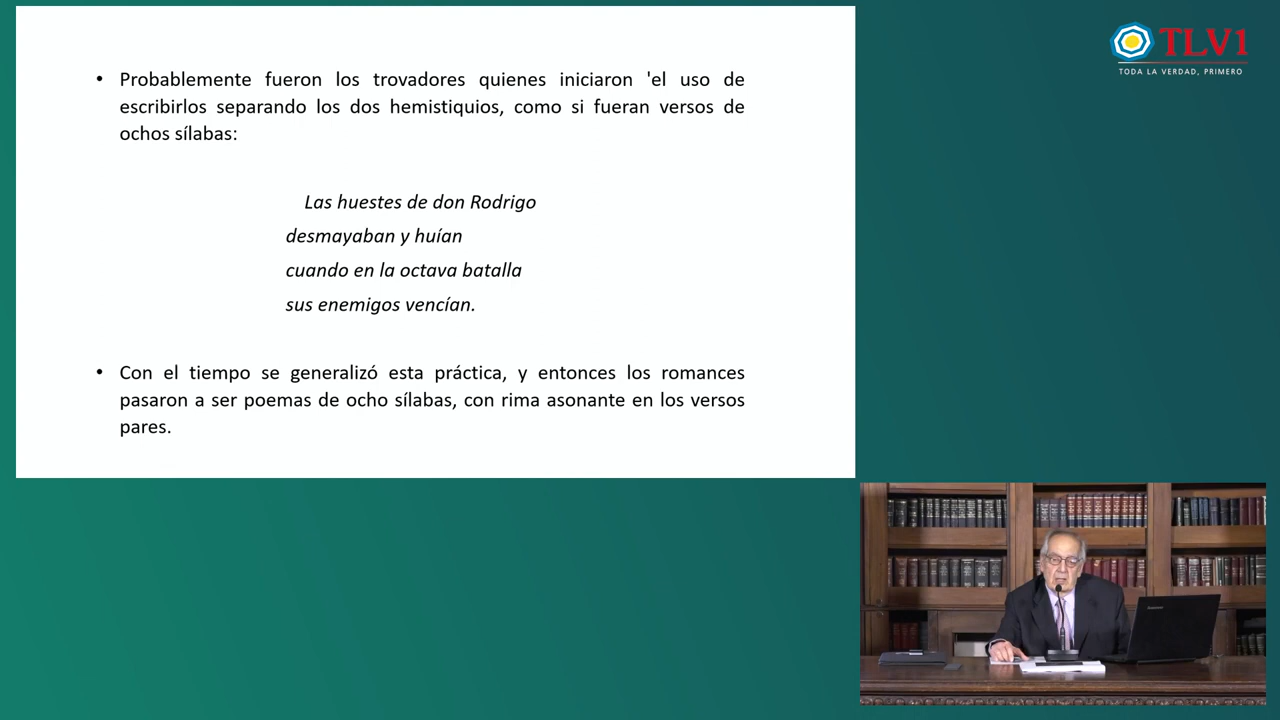 • Probablemente fueron los trovadores quienes iniciaron 'el uso de
escribirlos separando los dos hemistiquios, como si fueran versos de
ochos sílabas:
Las huestes de don Rodrigo
desmayaban y huían
cuando en la octava batalla
sus enemigos vencían.
• Con el tiempo se generalizó esta práctica, y entonces los romances
pasaron a ser poemas de ocho sílabas, con rima asonante en los versos
pares.
TLV1
TODA LA VERDAD, PRIMERO